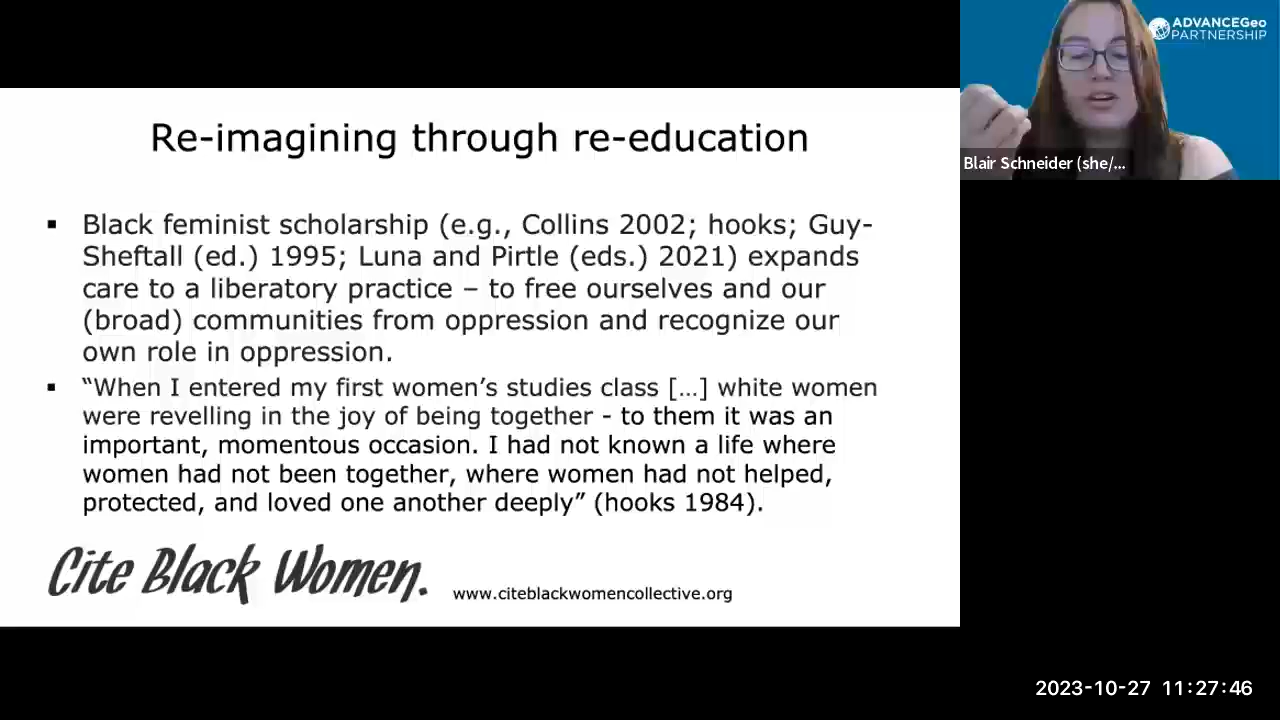 ADVANCEGeo
PARTNERSHIP
Blair Schneider (she/...
Re-imagining through re-education
▪ Black feminist scholarship (e.g., Collins 2002; hooks; Guy-
Sheftall (ed.) 1995; Luna and Pirtle (eds.) 2021) expands
care to a liberatory practice – to free ourselves and our
(broad) communities from oppression and recognize our
own role in oppression.
▪ “When I entered my first women’s studies class […] white women
were revelling in the joy of being together - to them it was an
important, momentous occasion. I had not known a life where
women had not been together, where women had not helped,
protected, and loved one another deeply” (hooks 1984).
Cite Black Women.
www.citeblackwomencollective.org
2023-10-27 11:27:46